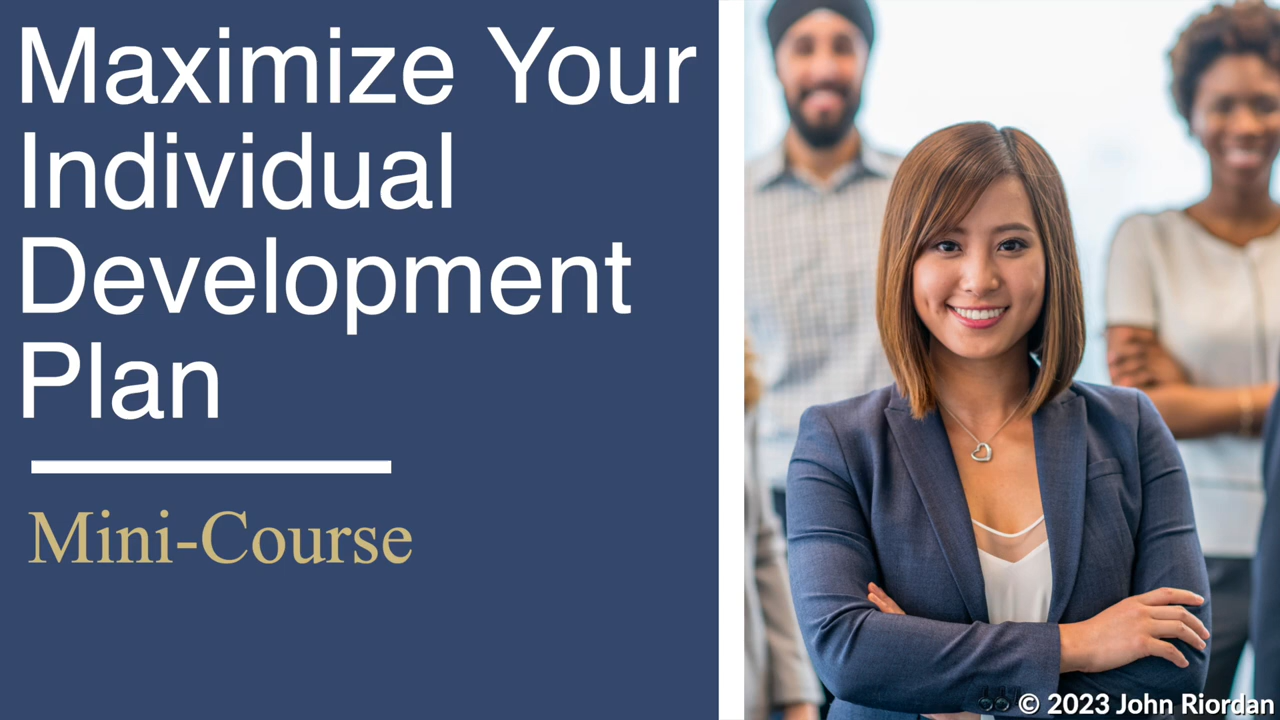 Maximize Your
Individual
Development
Plan
Mini-Course
© 2023 John Riordan